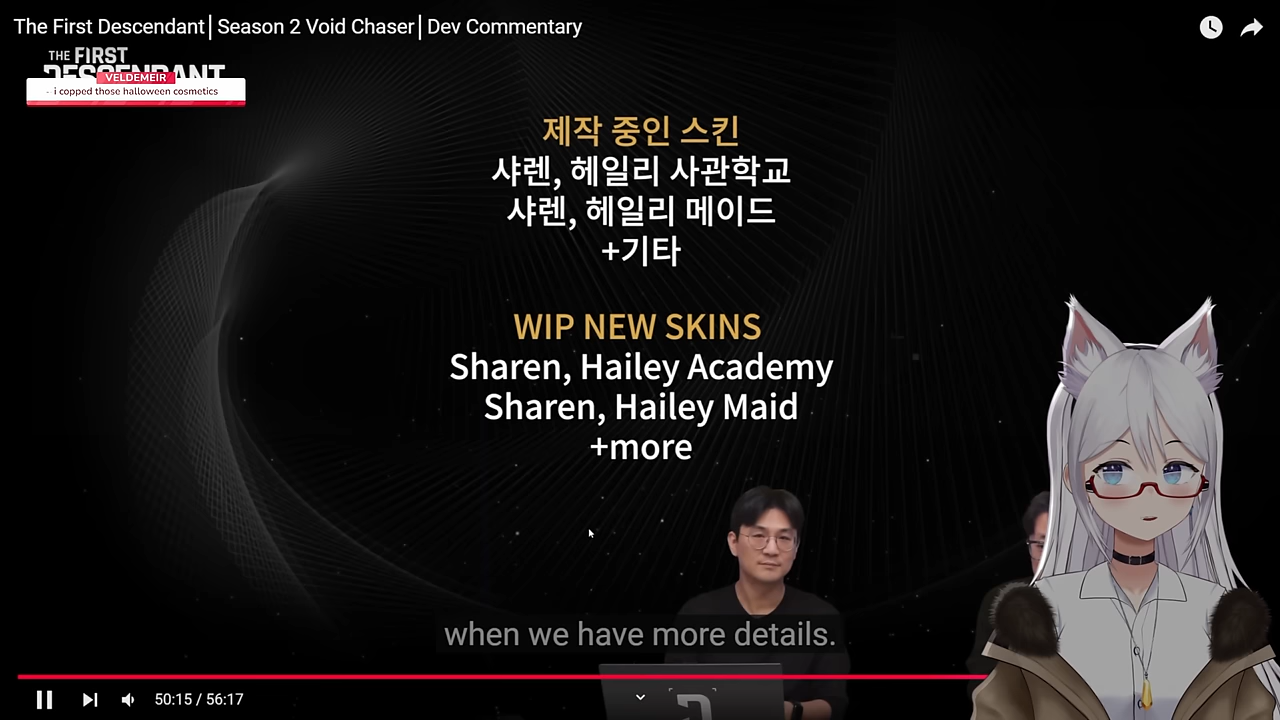 The First Descendant | Season 2 Void Chaser | Dev Commentary
THE FIRST
DESCENDANT
VELDEMEIR
- i copped those halloween cosmetics
제작 중인 스킨
샤렌, 헤일리 사관학교
샤렌, 헤일리 메이드
+기타
WIP NEW SKINS
Sharen, Hailey Academy
Sharen, Hailey Maid
+more
when we have more details.
50:15 / 56:17